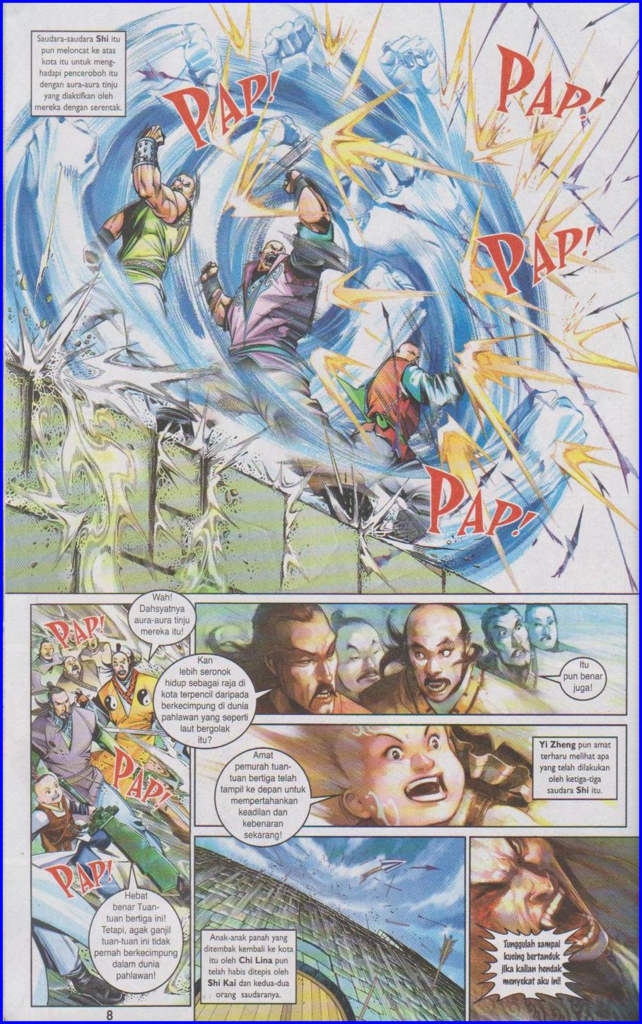 Saudara-saudara Shi itu
pun meloncat ke atas
kota itu untuk meng-
hadapi penceroboh itu
dengan aura-aura tinju
yang diaktifkan oleh
mereka dengan serentak.
PAP!
PAP!
PAP!
PAP!
Wah!
Dahsyatnya
aura-aura tinju
mereka itu!
PAP!
Kan
lebih seronok
hidup sebagai raja di
kota terpencil daripada
berkecimpung di dunia
pahlawan yang seperti
laut bergolak
itu?
Itu
pun benar
juga!
PAP!
Amat
pemurah tuan-
tuan bertiga telah
tampil ke depan untuk
mempertahankan
keadilan dan
kebenaran
sekarang!
Yi Zheng pun amat
terharu melihat apa
yang telah dilakukan
oleh ketiga-tiga
saudara Shi itu.
PAP!
Hebat
benar Tuan-
tuan bertiga ini!
Tetapi, agak ganjil
tuan-tuan ini tidak
pernah berkecimpung
dalam dunia
pahlawan!
Anak-anak panah yang
ditembak kembali ke kota
itu oleh Chi Lina pun
telah habis ditepis oleh
Shi Kai dan kedua-dua
orang saudaranya.
Tunggulah sampai
kucing bertanduk
jika kalian hendak
menyekat aku ini!
8